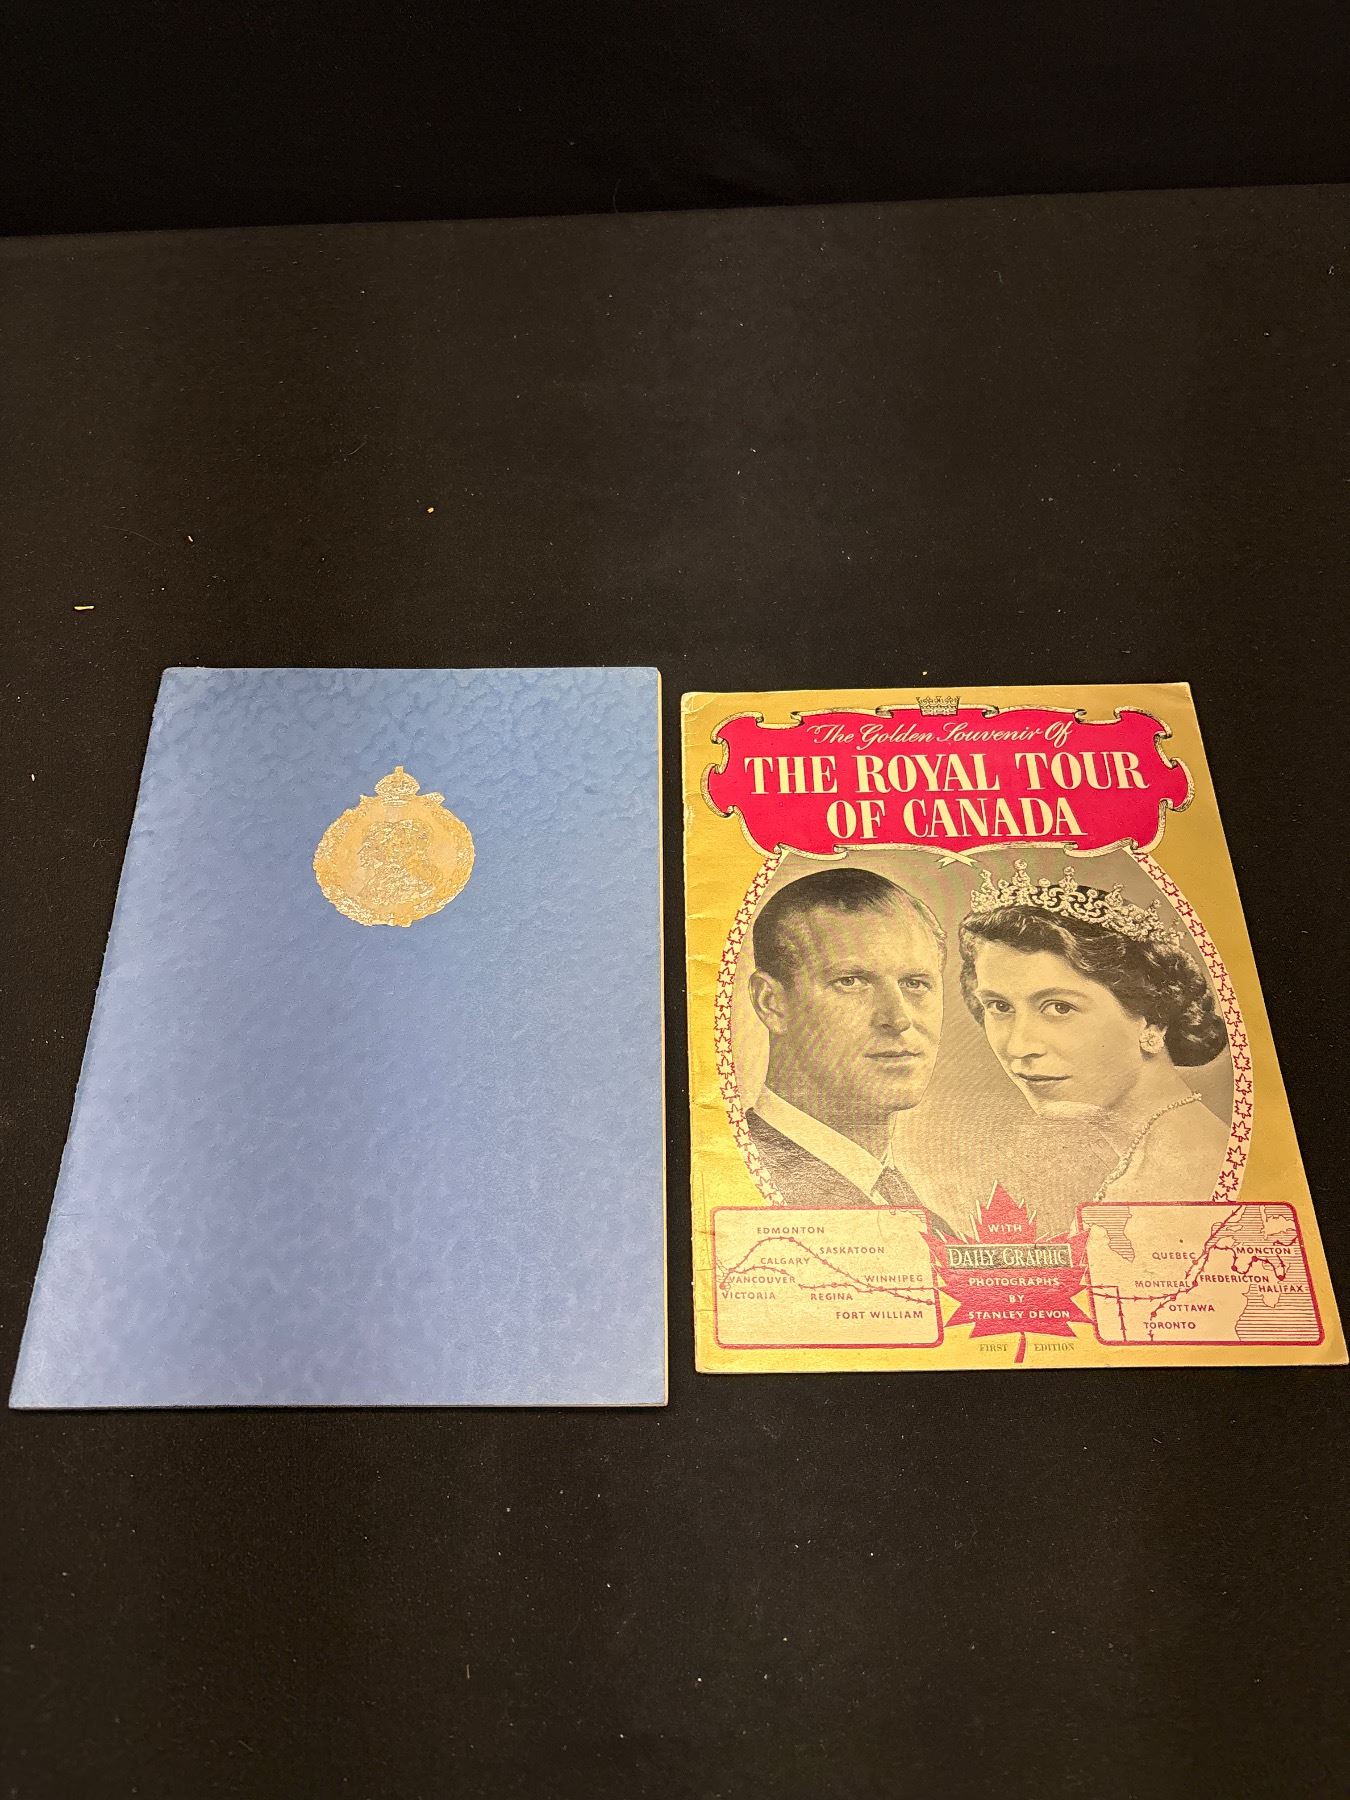 The Golden Souvenir Of
THE ROYAL TOUR
OF CANADA
EDMONTON
SASKATOON
CALGARY
VANCOUVER
WINNIPEG
VICTORIA
REGINA
FORT WILLIAM
WITH
DAILY GRAPHIC
PHOTOGRAPHS
BY
STANLEY DEVON
FIRST EDITION
QUEBEC
MONCTON
MONTREAL
FREDERICTON
HALIFAX
OTTAWA
TORONTO